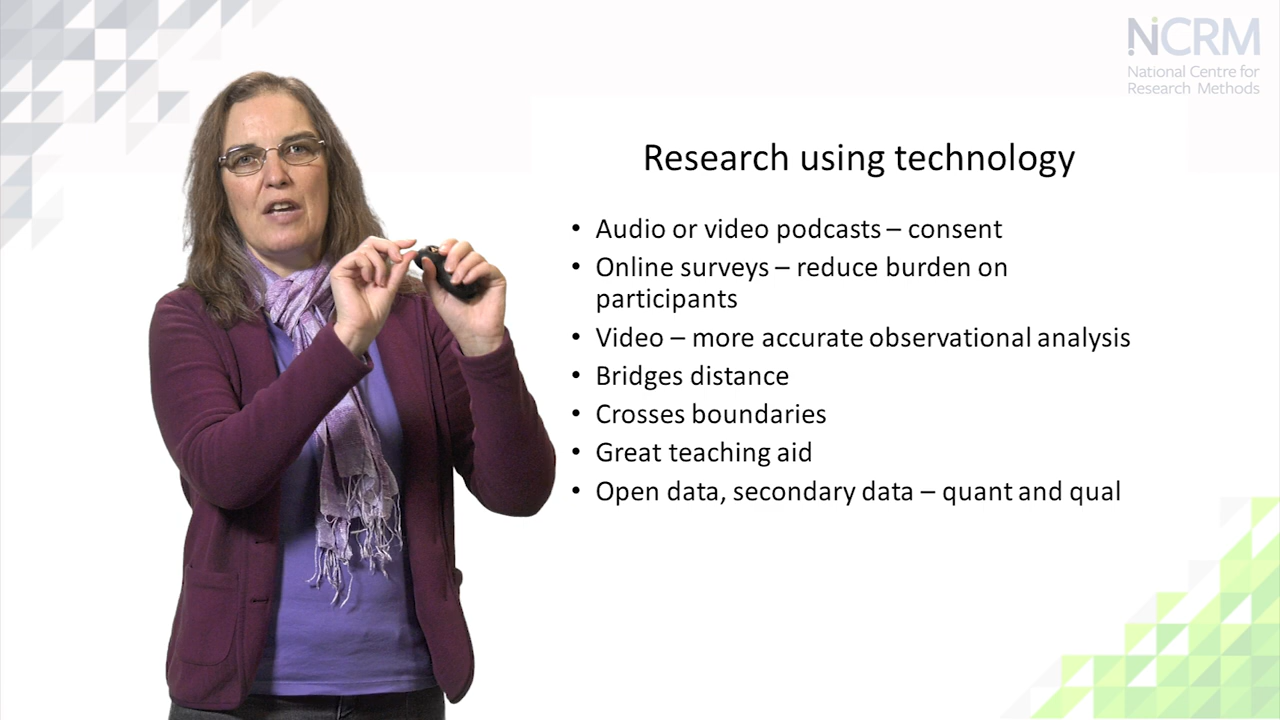 NCRM
National Centre for
Research Methods
Research using technology
• Audio or video podcasts – consent
• Online surveys – reduce burden on
participants
• Video – more accurate observational analysis
• Bridges distance
• Crosses boundaries
• Great teaching aid
• Open data, secondary data – quant and qual